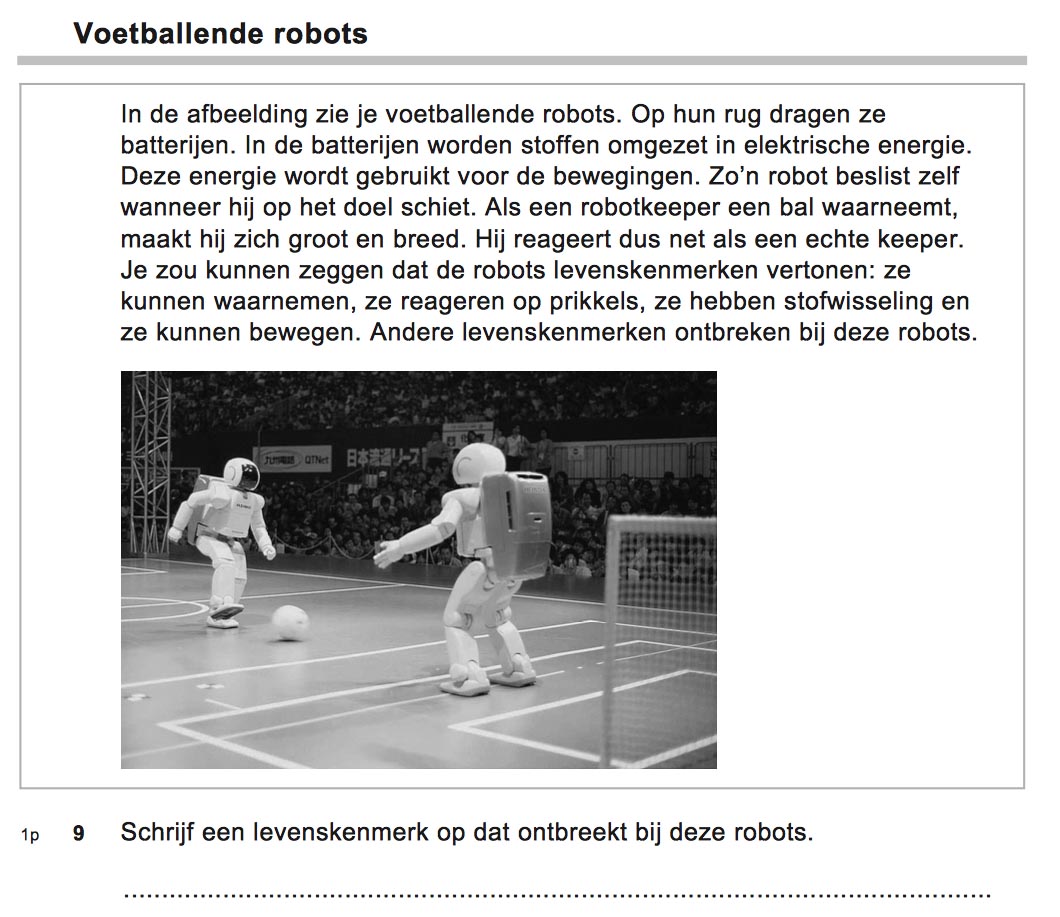 Voetballende robots
In de afbeelding zie je voetballende robots. Op hun rug dragen ze
batterijen. In de batterijen worden stoffen omgezet in elektrische energie.
Deze energie wordt gebruikt voor de bewegingen. Zo’n robot beslist zelf
wanneer hij op het doel schiet. Als een robotkeeper een bal waarneemt,
maakt hij zich groot en breed. Hij reageert dus net als een echte keeper.
Je zou kunnen zeggen dat de robots levenskenmerken vertonen: ze
kunnen waarnemen, ze reageren op prikkels, ze hebben stofwisseling en
ze kunnen bewegen. Andere levenskenmerken ontbreken bij deze robots.
九州電話 QTNet
1p 9 Schrijf een levenskenmerk op dat ontbreekt bij deze robots.
................................................................................